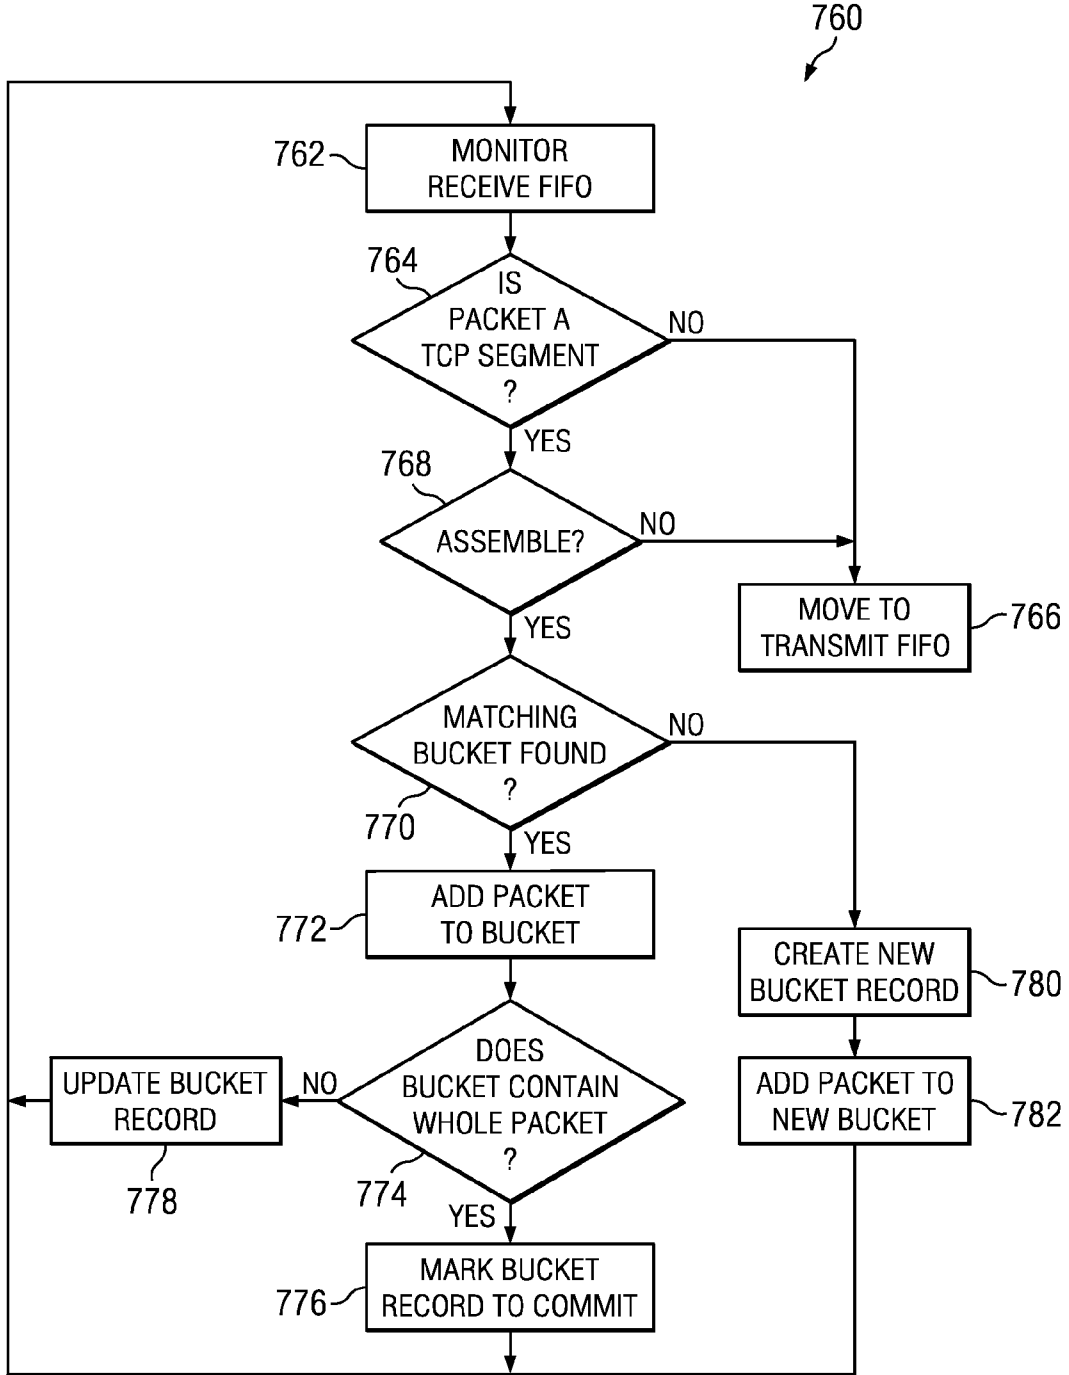 760
762
MONITOR
RECEIVE FIFO
764
IS
PACKET A
TCP SEGMENT
?
NO
YES
768
ASSEMBLE?
NO
YES
MOVE TO
TRANSMIT FIFO
766
MATCHING
BUCKET FOUND
?
NO
770
YES
772
ADD PACKET
TO BUCKET
CREATE NEW
BUCKET RECORD
780
DOES
BUCKET CONTAIN
WHOLE PACKET
?
NO
UPDATE BUCKET
RECORD
778
774
YES
ADD PACKET TO
NEW BUCKET
782
776
MARK BUCKET
RECORD TO COMMIT